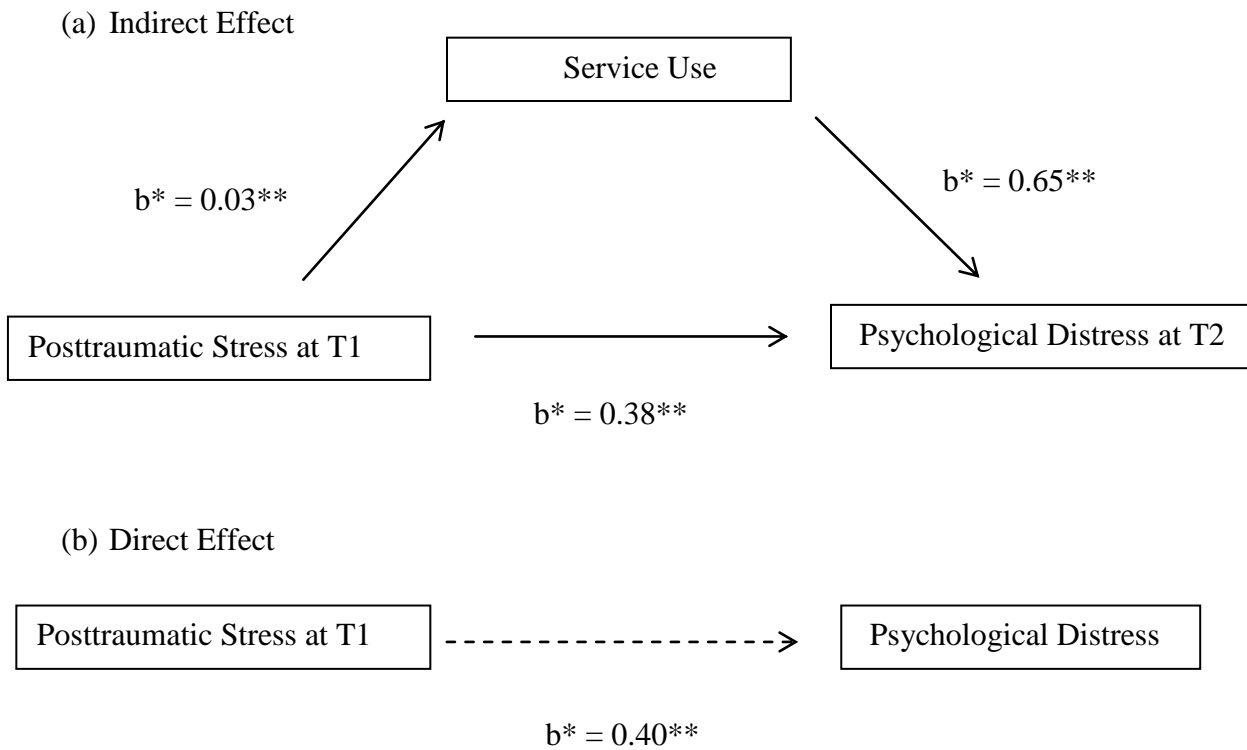 (a) Indirect Effect
Service Use
b* = 0.03**
b* = 0.65**
Posttraumatic Stress at T1
Psychological Distress at T2
b* = 0.38**
(b) Direct Effect
Posttraumatic Stress at T1
Psychological Distress
b* = 0.40**